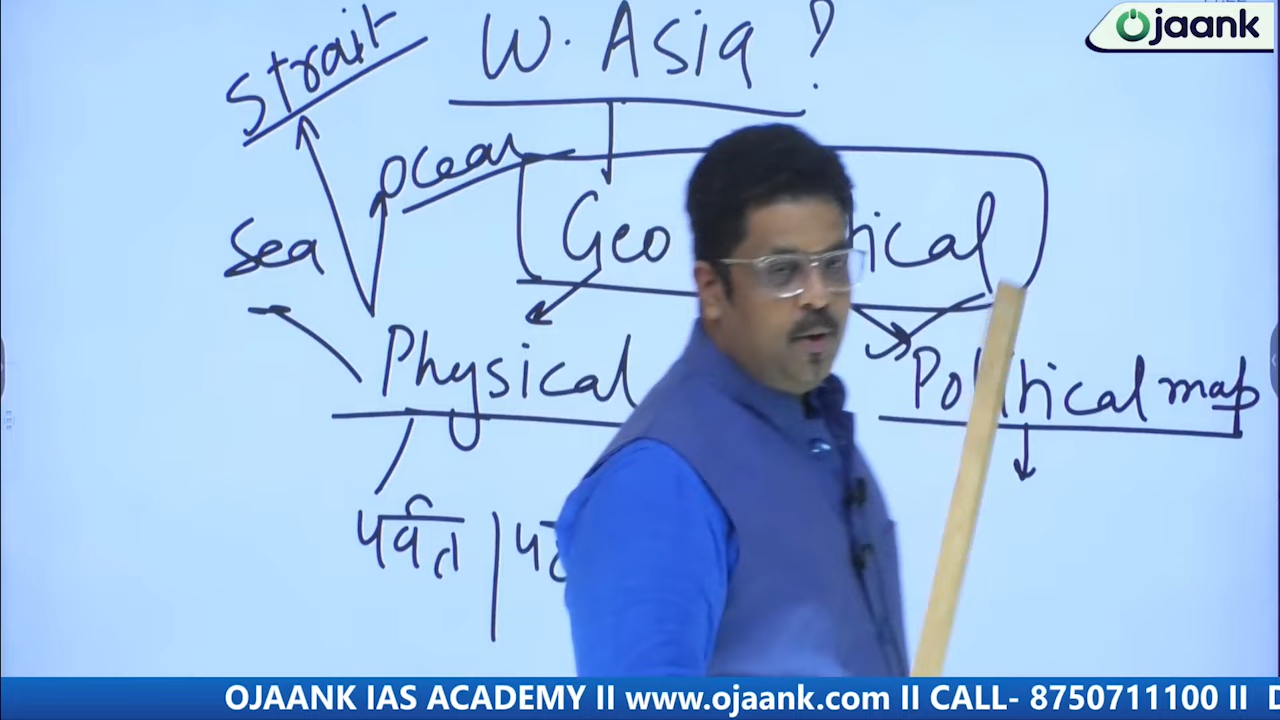 Ojaank
W. Asia ?
Strait
Ocean
Sea
Geo ical
Physical
Political map
पर्वत |
OJAANK IAS ACADEMY II www.ojaank.com II CALL- 8750711100 II D